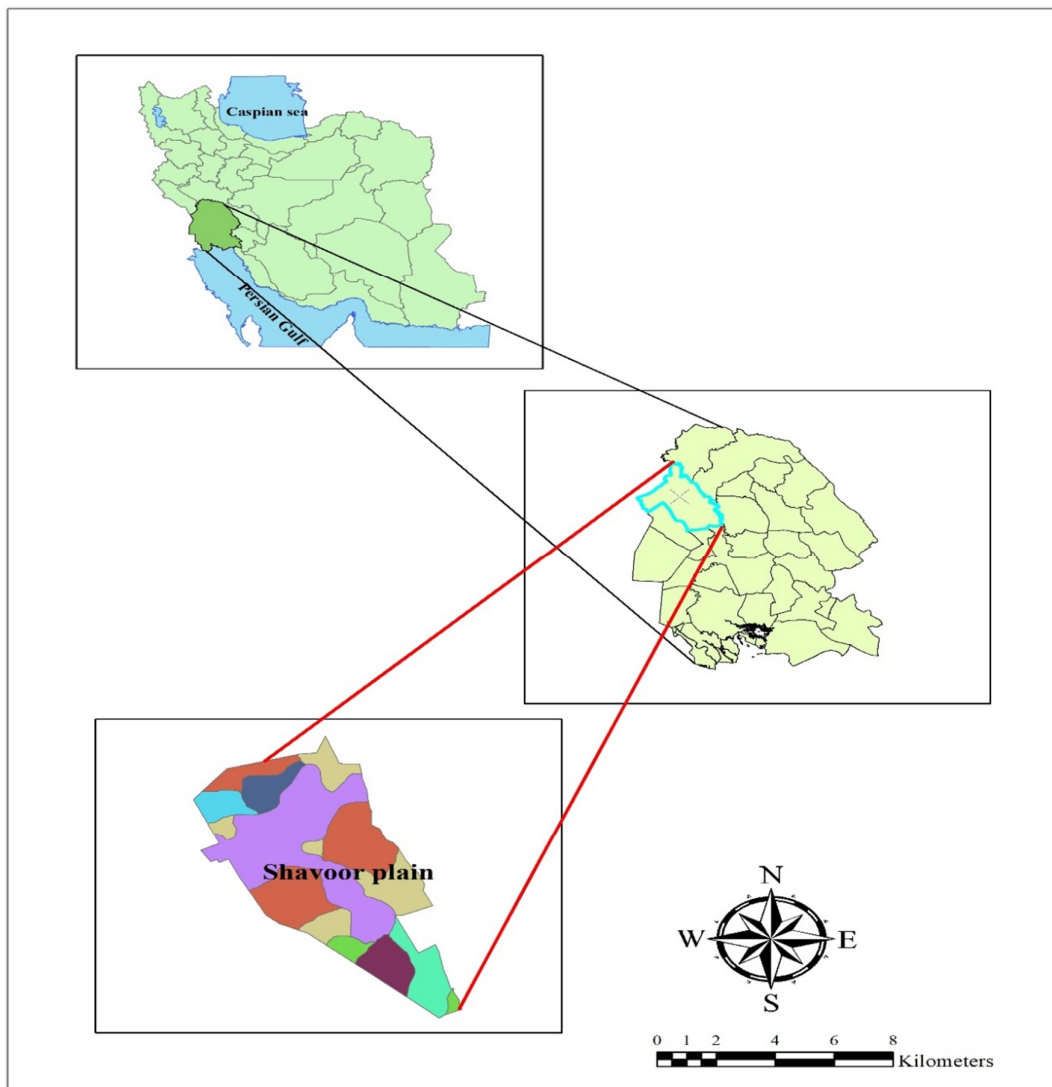 Caspian sea
Persian Gulf
Shavoor plain
N
W
E
S
0 1 2 4 6 8
Kilometers